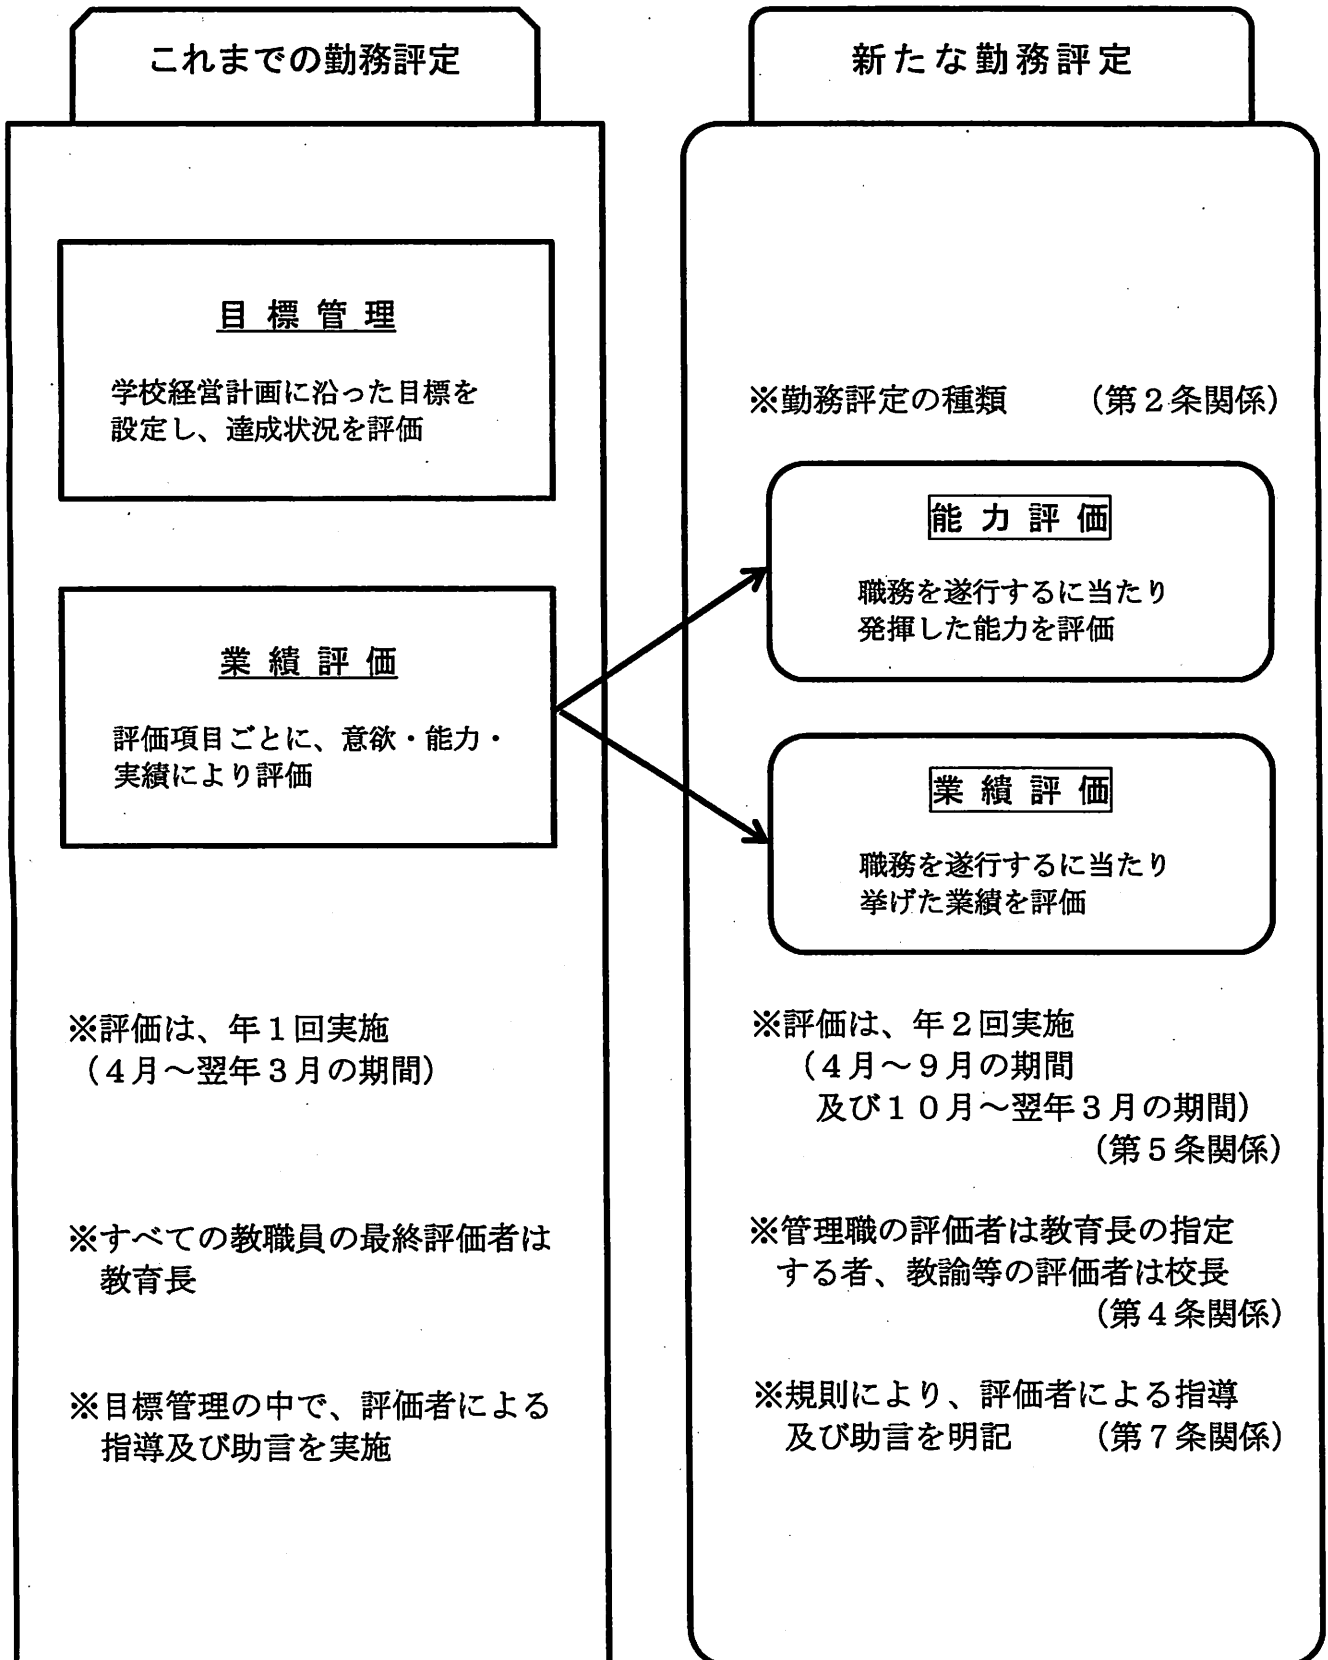 これまでの勤務評定
目標管理
学校経営計画に沿った目標を
設定し、達成状況を評価
業績評価
評価項目ごとに、意欲・能力・
実績により評価
※評価は、年１回実施
（４月～翌年３月の期間）
※すべての教職員の最終評価者は
教育長
※目標管理の中で、評価者による
指導及び助言を実施
新たな勤務評定
※勤務評定の種類　　（第２条関係）
能力評価
職務を遂行するに当たり
発揮した能力を評価
業績評価
職務を遂行するに当たり
挙げた業績を評価
※評価は、年２回実施
（４月～９月の期間
及び１０月～翌年３月の期間）
（第５条関係）
※管理職の評価者は教育長の指定
する者、教諭等の評価者は校長
（第４条関係）
※規則により、評価者による指導
及び助言を明記　　（第７条関係）